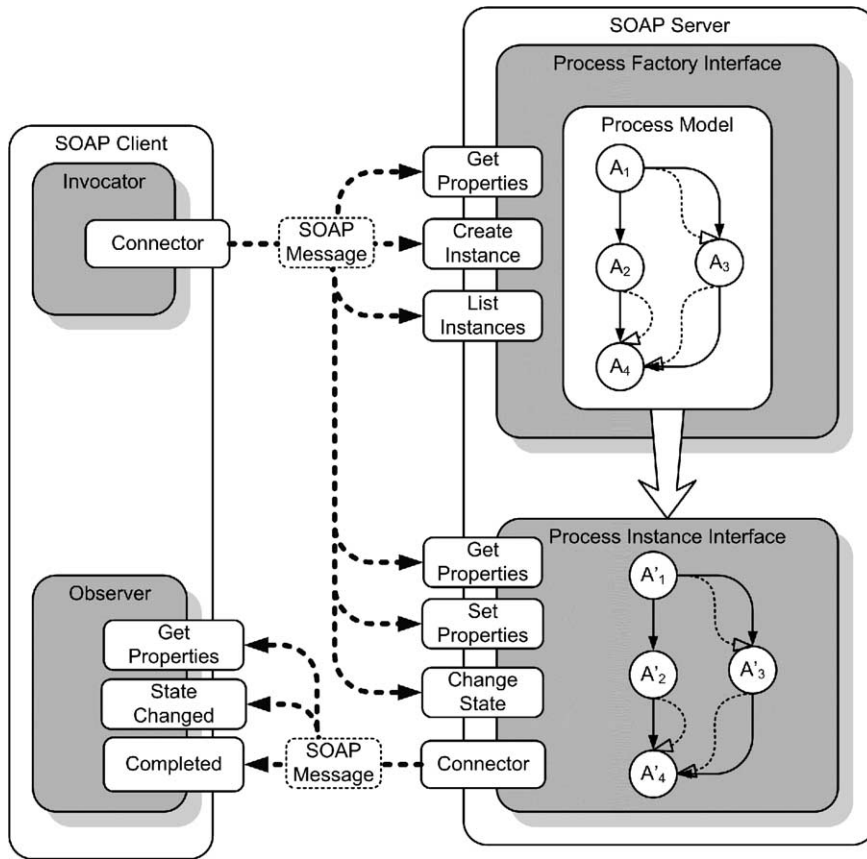 SOAP Server
Process Factory Interface
Process Model
A₁
A₂
A₃
A₄
SOAP Client
Invocator
Connector
SOAP
Message
Get
Properties
Create
Instance
List
Instances
Process Instance Interface
A'₁
A'₂
A'₃
A'₄
Get
Properties
Set
Properties
Change
State
Connector
SOAP
Message
Observer
Get
Properties
State
Changed
Completed